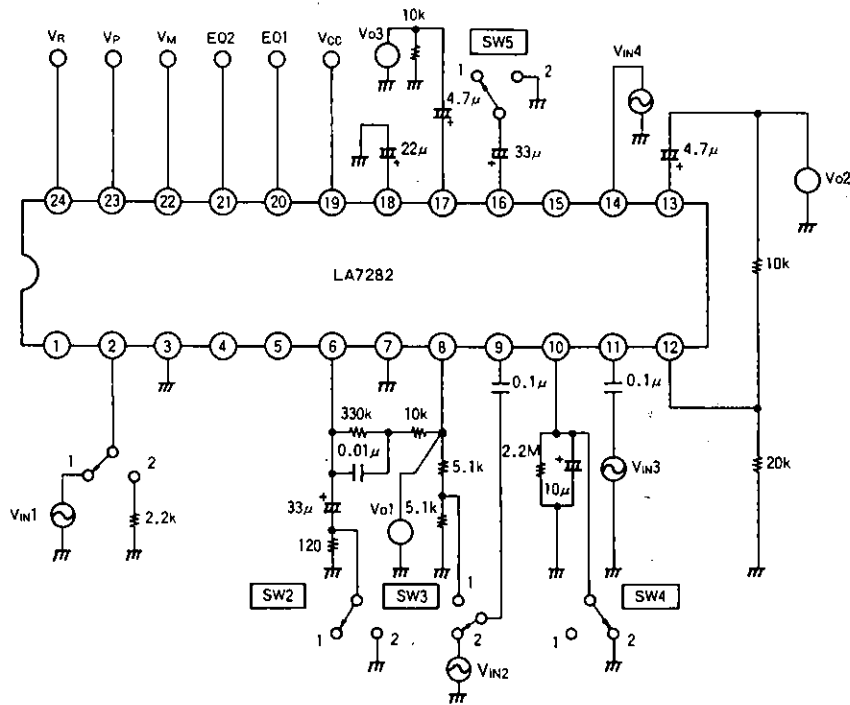 10k
SW5
VR VP VM EQ2 EQ1 VCC VO3 VIN4
1 2
4.7μ
22μ + + 33μ + 4.7μ +
VO2
24 23 22 21 20 19 18 17 16 15 14 13
10k
LA7282
1 2 3 4 5 6 7 8 9 10 11 12
0.1μ 0.1μ
330k 10k
0.01μ
2.2M +
1 2
5.1k
10μ
VIN3
20k
VIN1
2.2k
33μ +
VO1 5.1k
120
SW2 SW3 1 SW4
1 2 2 1 2
VIN2